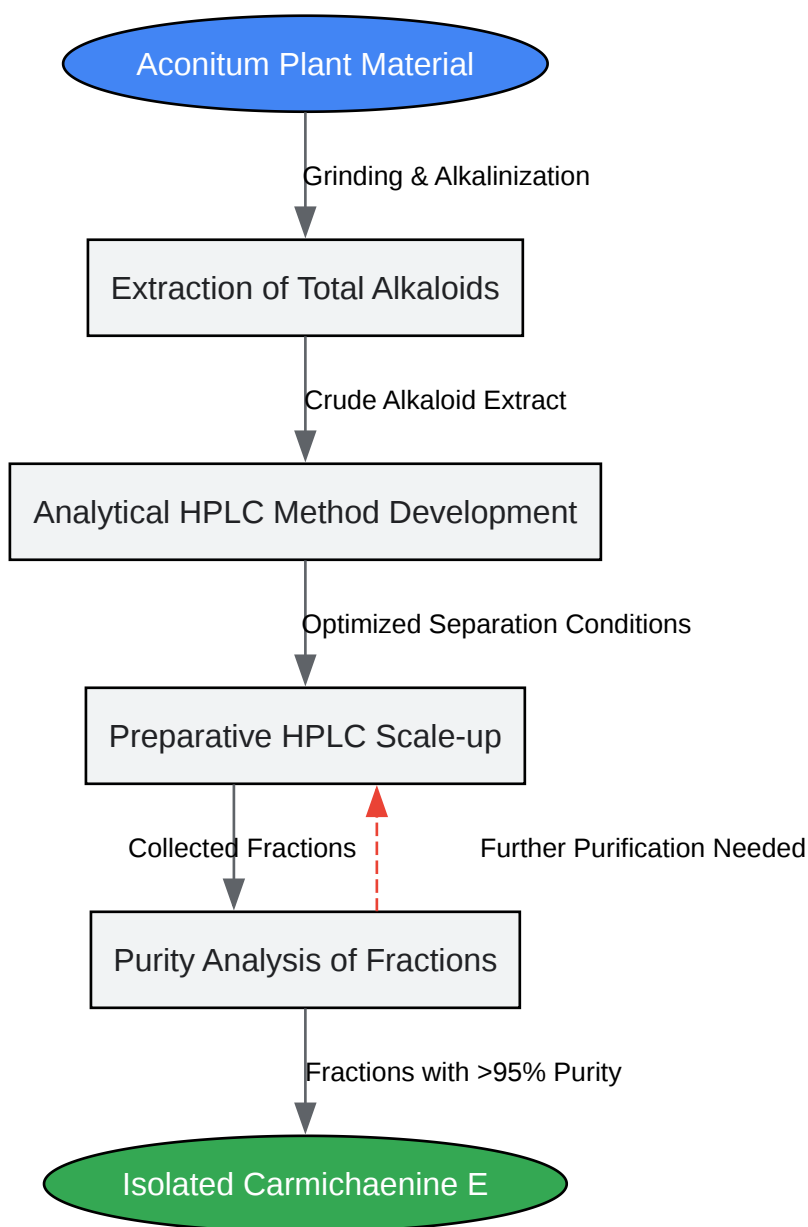 Aconitum Plant Material
Grinding & Alkalinization
Extraction of Total Alkaloids
Crude Alkaloid Extract
Analytical HPLC Method Development
Optimized Separation Conditions
Preparative HPLC Scale-up
Collected Fractions
Further Purification Needed
Purity Analysis of Fractions
Fractions with >95% Purity
Isolated Carmichaenine E